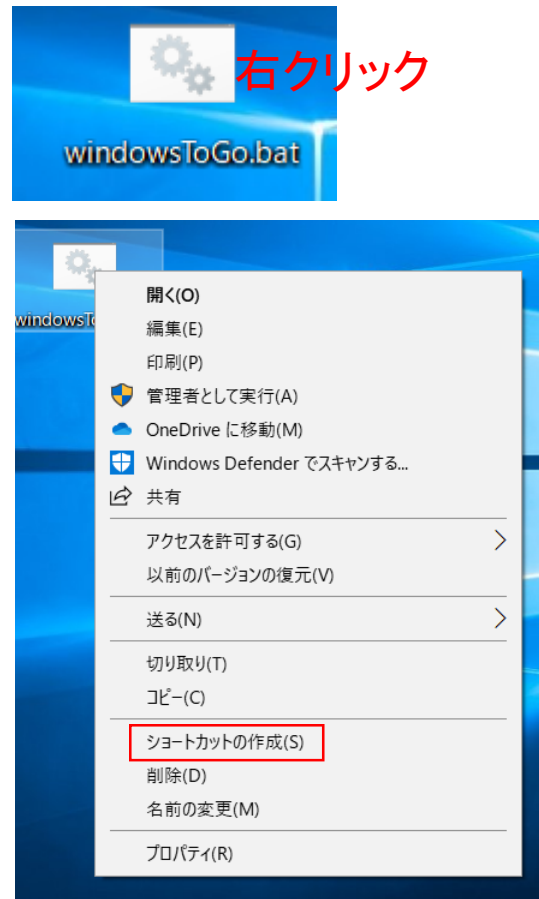 右クリック
windowsToGo.bat
windowsTo
開く(O)
編集(E)
印刷(P)
管理者として実行(A)
OneDrive に移動(M)
Windows Defender でスキャンする...
共有
アクセスを許可する(G)
以前のバージョンの復元(V)
送る(N)
切り取り(T)
コピー(C)
ショートカットの作成(S)
削除(D)
名前の変更(M)
プロパティ(R)